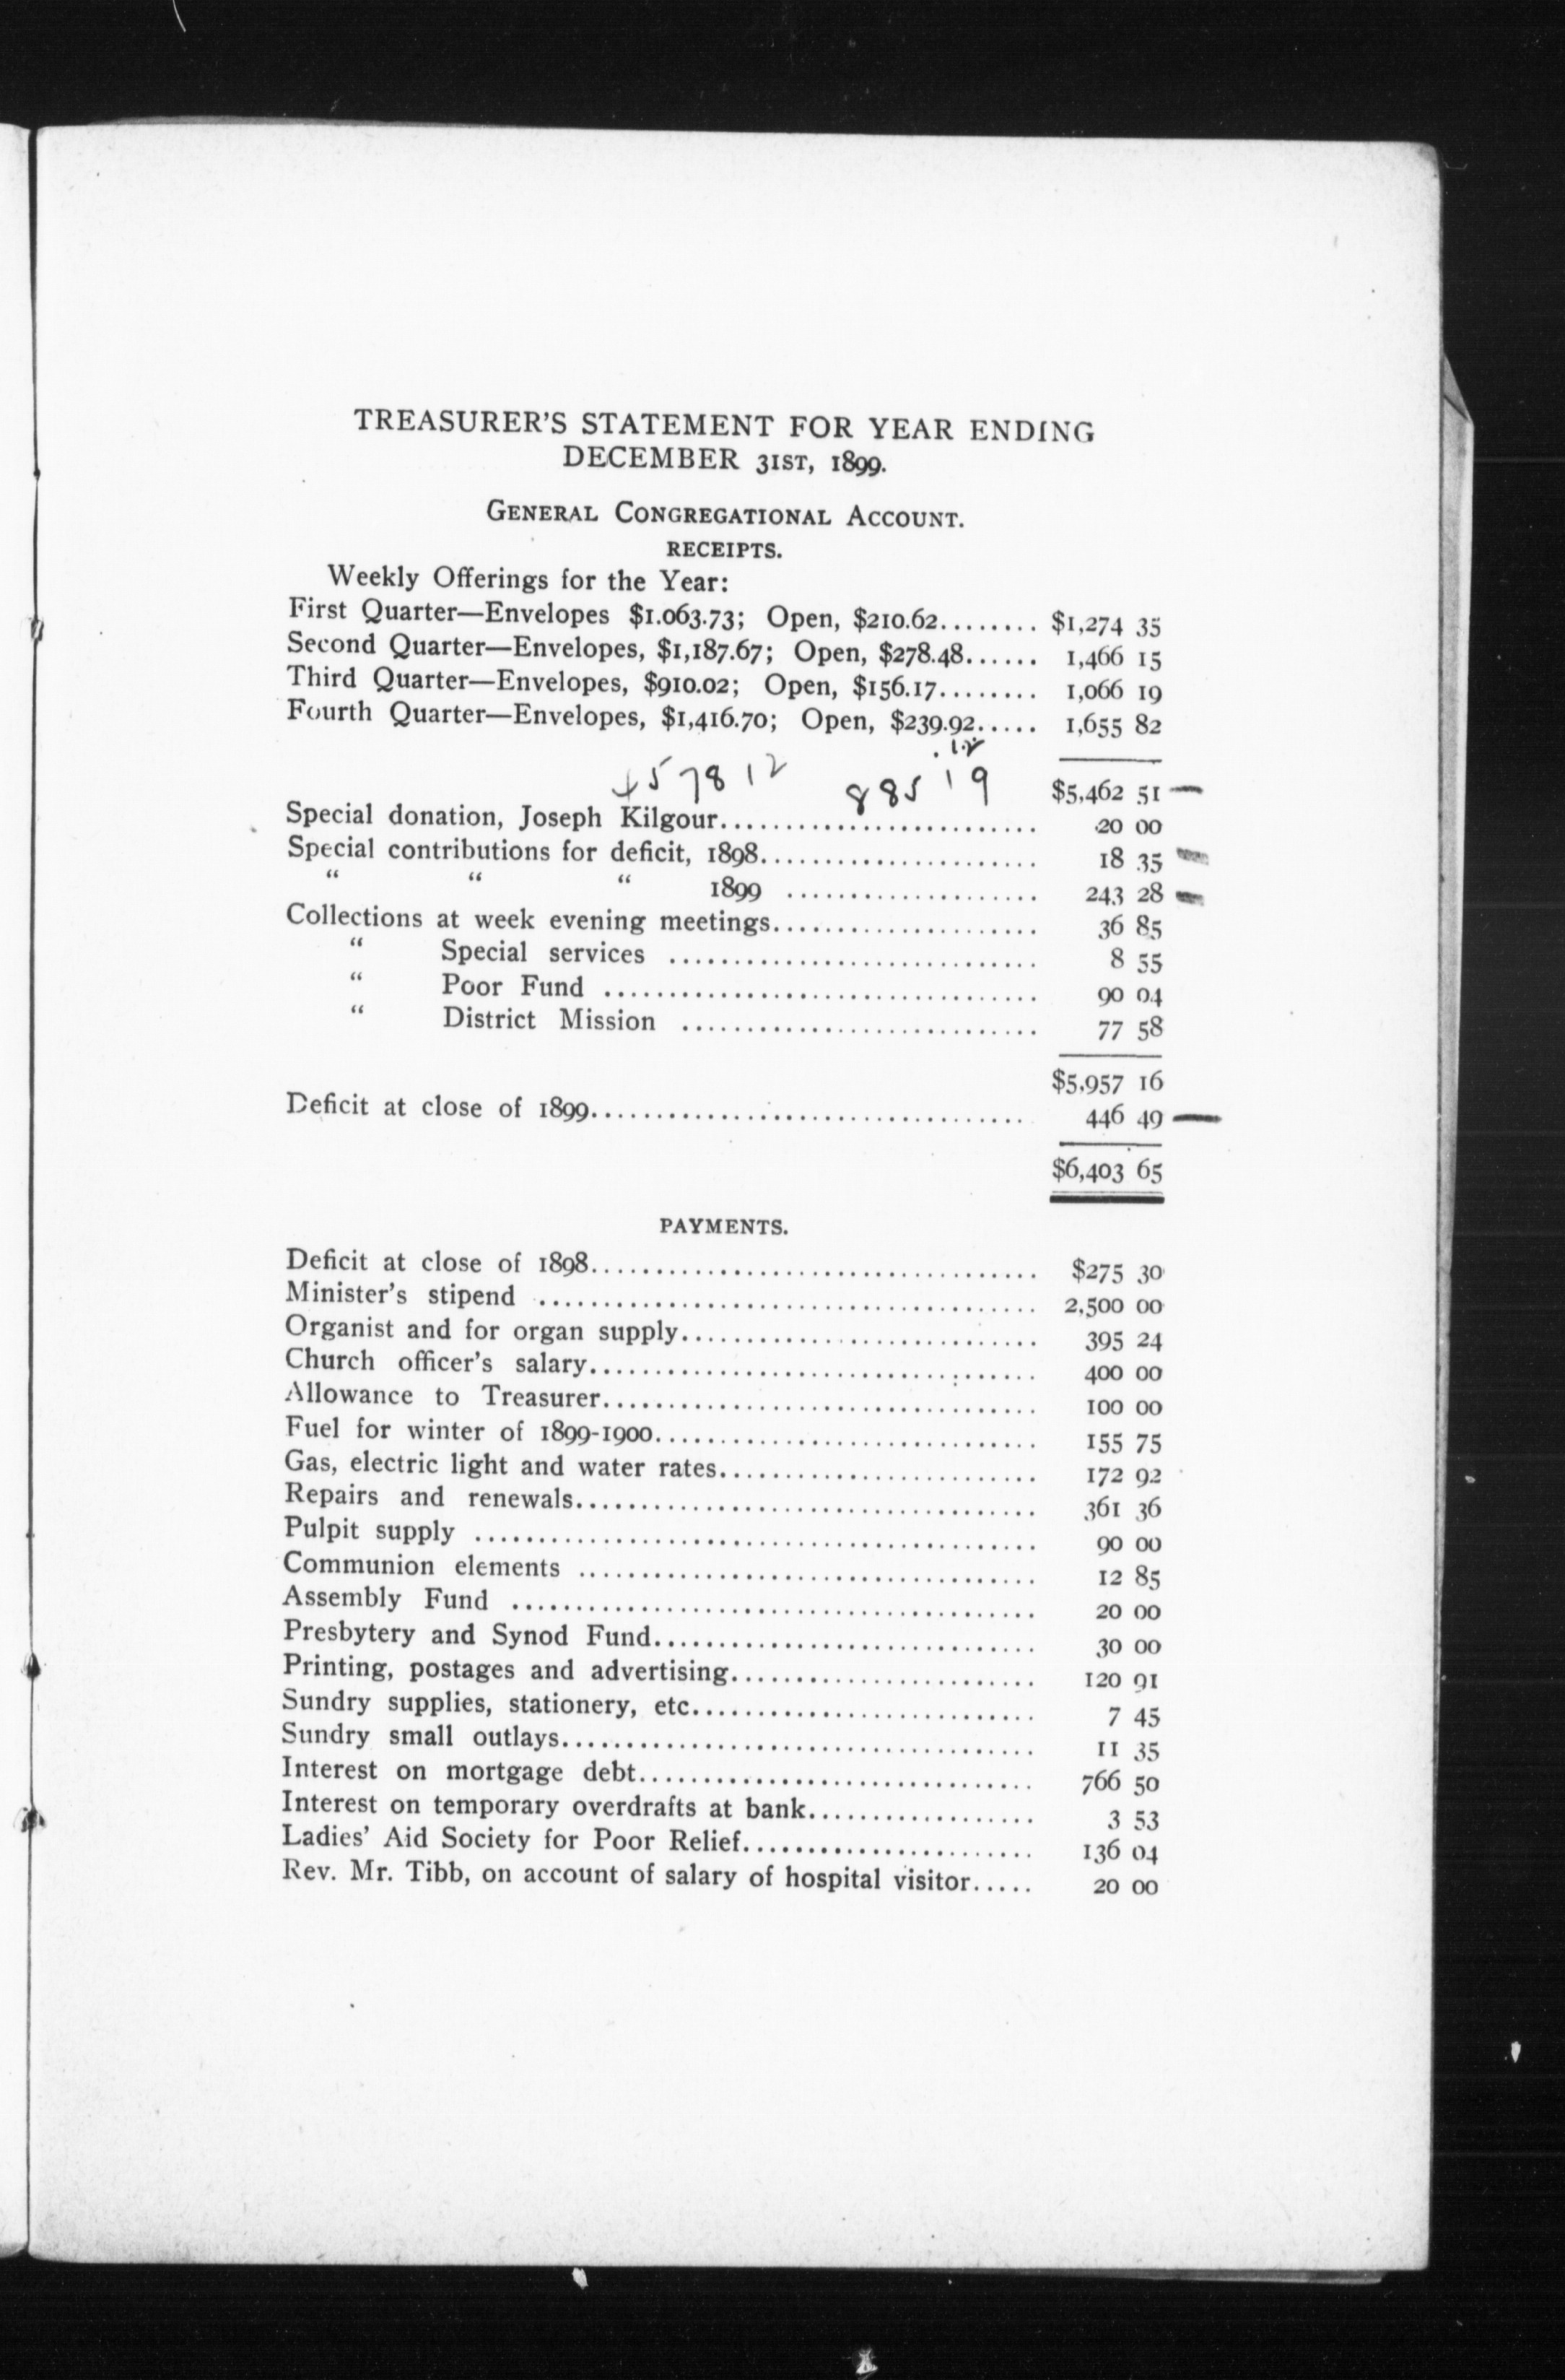 TREASURER'S STATEMENT FOR YEAR ENDING
DECEMBER 31ST, 1899.
GENERAL CONGREGATIONAL ACCOUNT.
RECEIPTS.
Weekly Offerings for the Year:
First Quarter—Envelopes $1.063.73; Open, $210.62........ $1,274 35
Second Quarter—Envelopes, $1,187.67; Open, $278.48...... 1,466 15
Third Quarter—Envelopes, $910.02; Open, $156.17........ 1,066 19
Fourth Quarter—Envelopes, $1,416.70; Open, $239.92..... 1,655 82
4578 12 885 19 $5,462 51 —
Special donation, Joseph Kilgour........................ 20 00
Special contributions for deficit, 1898..................... 18 35 —
“ “ “ 1899 ................... 243 28 —
Collections at week evening meetings.................... 36 85
“ Special services ............................ 8 55
“ Poor Fund ................................. 90 04
“ District Mission ........................... 77 58
$5,957 16
Deficit at close of 1899................................. 446 49 —
$6,403 65
PAYMENTS.
Deficit at close of 1898.................................. $275 30
Minister's stipend ...................................... 2,500 00
Organist and for organ supply........................... 395 24
Church officer's salary.................................. 400 00
Allowance to Treasurer................................. 100 00
Fuel for winter of 1899-1900............................. 155 75
Gas, electric light and water rates........................ 172 92
Repairs and renewals................................... 361 36
Pulpit supply ........................................... 90 00
Communion elements ................................... 12 85
Assembly Fund ........................................ 20 00
Presbytery and Synod Fund............................. 30 00
Printing, postages and advertising....................... 120 91
Sundry supplies, stationery, etc.......................... 7 45
Sundry small outlays.................................... 11 35
Interest on mortgage debt.............................. 766 50
Interest on temporary overdrafts at bank................. 3 53
Ladies' Aid Society for Poor Relief...................... 136 04
Rev. Mr. Tibb, on account of salary of hospital visitor..... 20 00